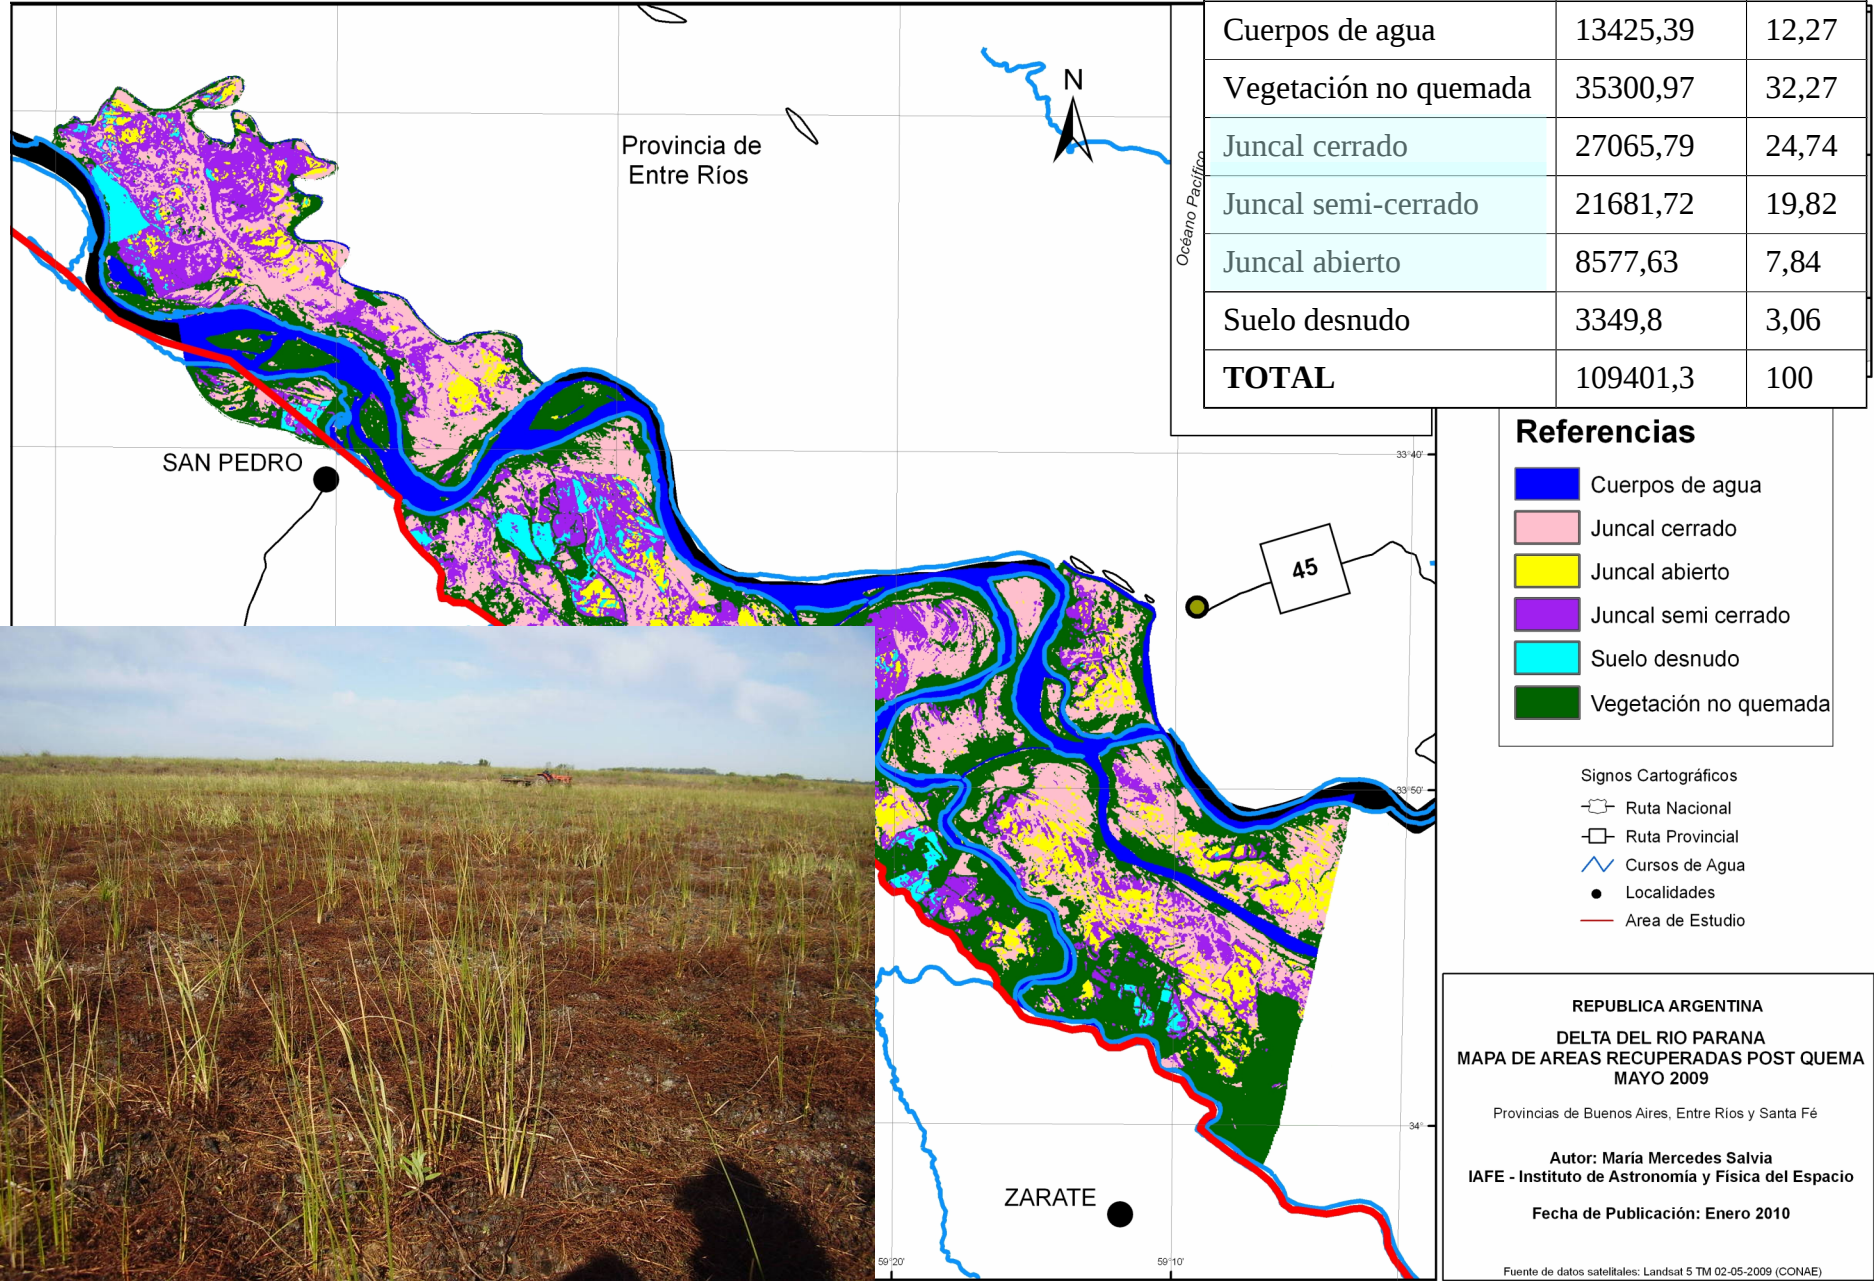 Cuerpos de agua 13425,39 12,27
Vegetación no quemada 35300,97 32,27
Juncal cerrado 27065,79 24,74
Juncal semi-cerrado 21681,72 19,82
Juncal abierto 8577,63 7,84
Suelo desnudo 3349,8 3,06
TOTAL 109401,3 100
N
Provincia de
Entre Ríos
Océano Pacífico
SAN PEDRO
45
ZARATE
33°40'
33°50'
34°
59°20'
59°10'
Referencias
Cuerpos de agua
Juncal cerrado
Juncal abierto
Juncal semi cerrado
Suelo desnudo
Vegetación no quemada
Signos Cartográficos
Ruta Nacional
Ruta Provincial
Cursos de Agua
Localidades
Area de Estudio
REPUBLICA ARGENTINA
DELTA DEL RIO PARANA
MAPA DE AREAS RECUPERADAS POST QUEMA
MAYO 2009
Provincias de Buenos Aires, Entre Ríos y Santa Fé
Autor: María Mercedes Salvia
IAFE - Instituto de Astronomía y Física del Espacio
Fecha de Publicación: Enero 2010
Fuente de datos satelitales: Landsat 5 TM 02-05-2009 (CONAE)